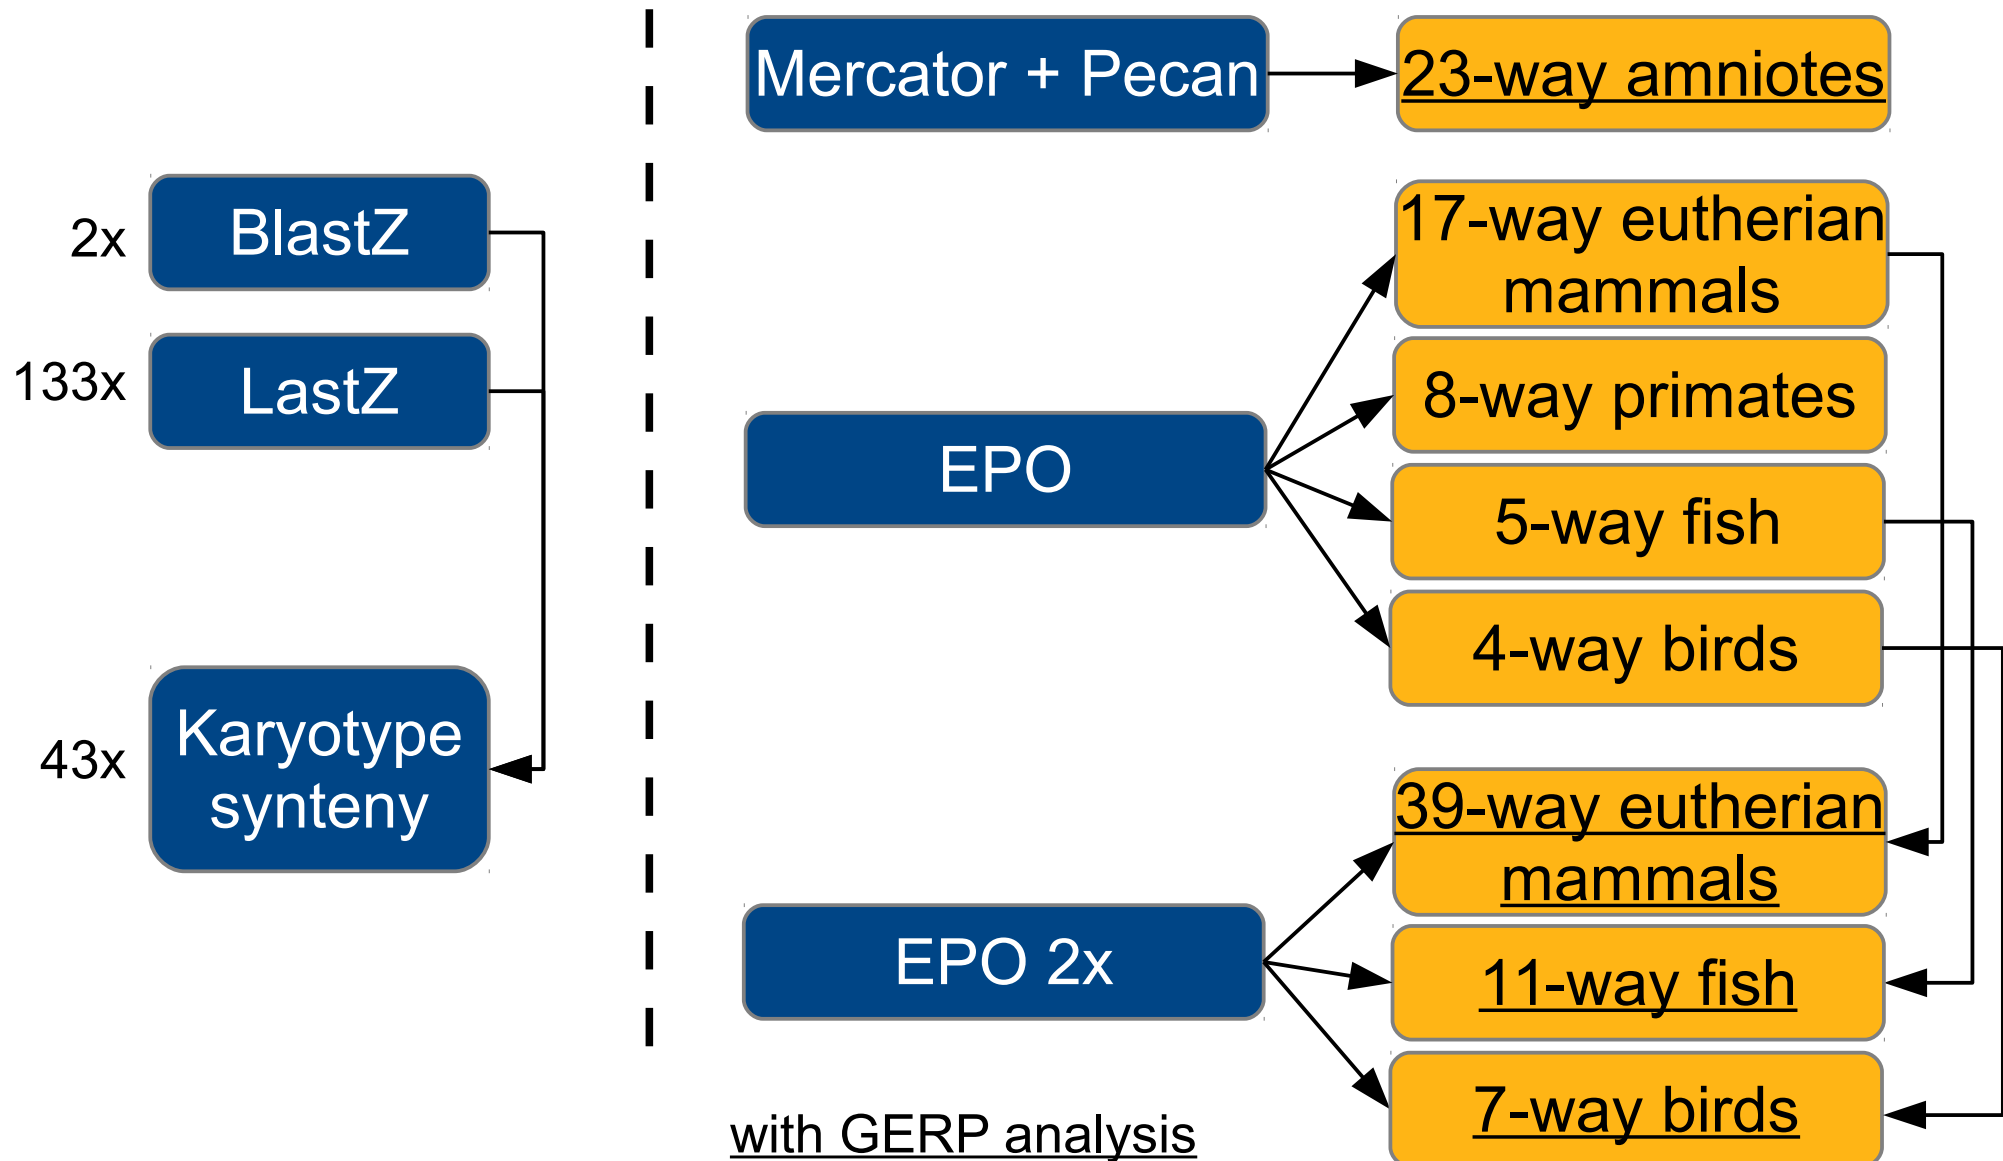 2x
BlastZ
133x
LastZ
43x
Karyotype
synteny
Mercator + Pecan
23-way amniotes
EPO
17-way eutherian
mammals
8-way primates
5-way fish
4-way birds
EPO 2x
39-way eutherian
mammals
11-way fish
7-way birds
with GERP analysis